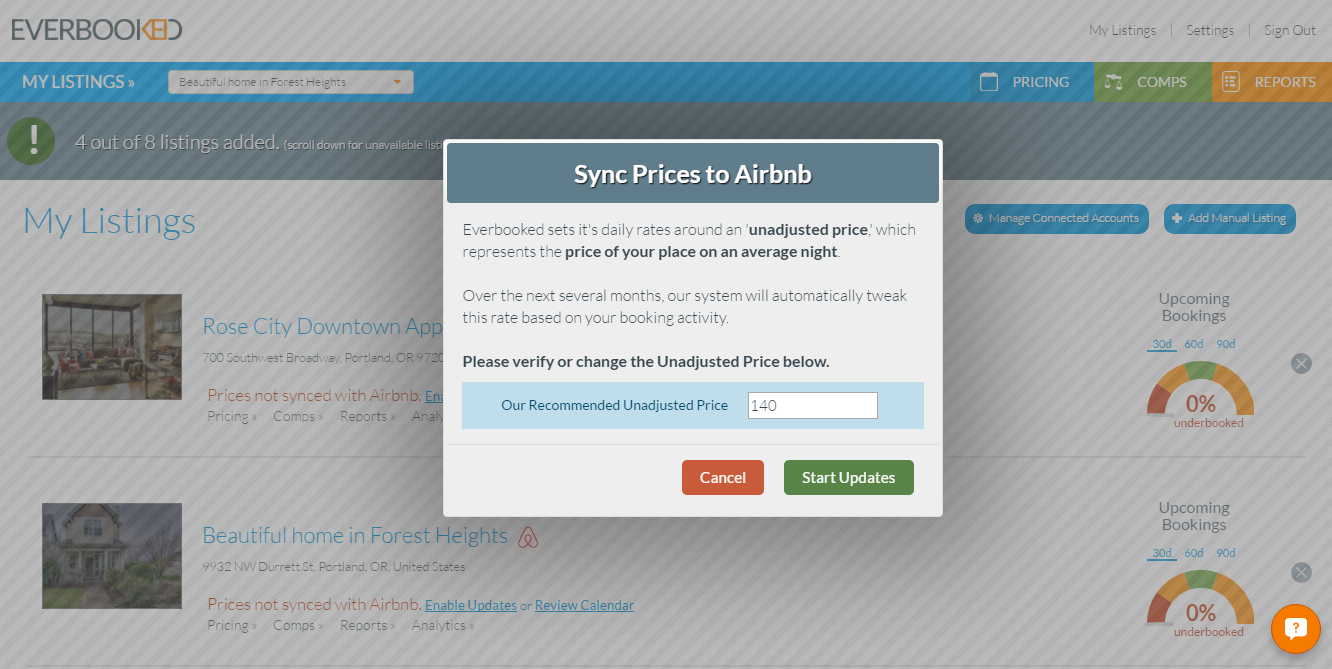 EVERBOOKED
My Listings | Settings | Sign Out
MY LISTINGS » Beautiful home in Forest Heights PRICING COMPS REPORTS
! 4 out of 8 listings added. (scroll down for unavailable listi
My Listings
Manage Connected Accounts Add Manual Listing
Sync Prices to Airbnb
Everbooked sets it's daily rates around an 'unadjusted price,' which
represents the price of your place on an average night.
Over the next several months, our system will automatically tweak
this rate based on your booking activity.
Please verify or change the Unadjusted Price below.
Our Recommended Unadjusted Price 140
Cancel Start Updates
Rose City Downtown App
700 Southwest Broadway, Portland, OR 9720
Prices not synced with Airbnb. Ena
Pricing » Comps » Reports » Analy
Upcoming
Bookings
30d 60d 90d
0%
underbooked
Beautiful home in Forest Heights
9932 NW Durrett St. Portland, OR, United States
Prices not synced with Airbnb. Enable Updates or Review Calendar
Pricing » Comps » Reports » Analytics »
Upcoming
Bookings
30d 60d 90d
0%
underbooked
?